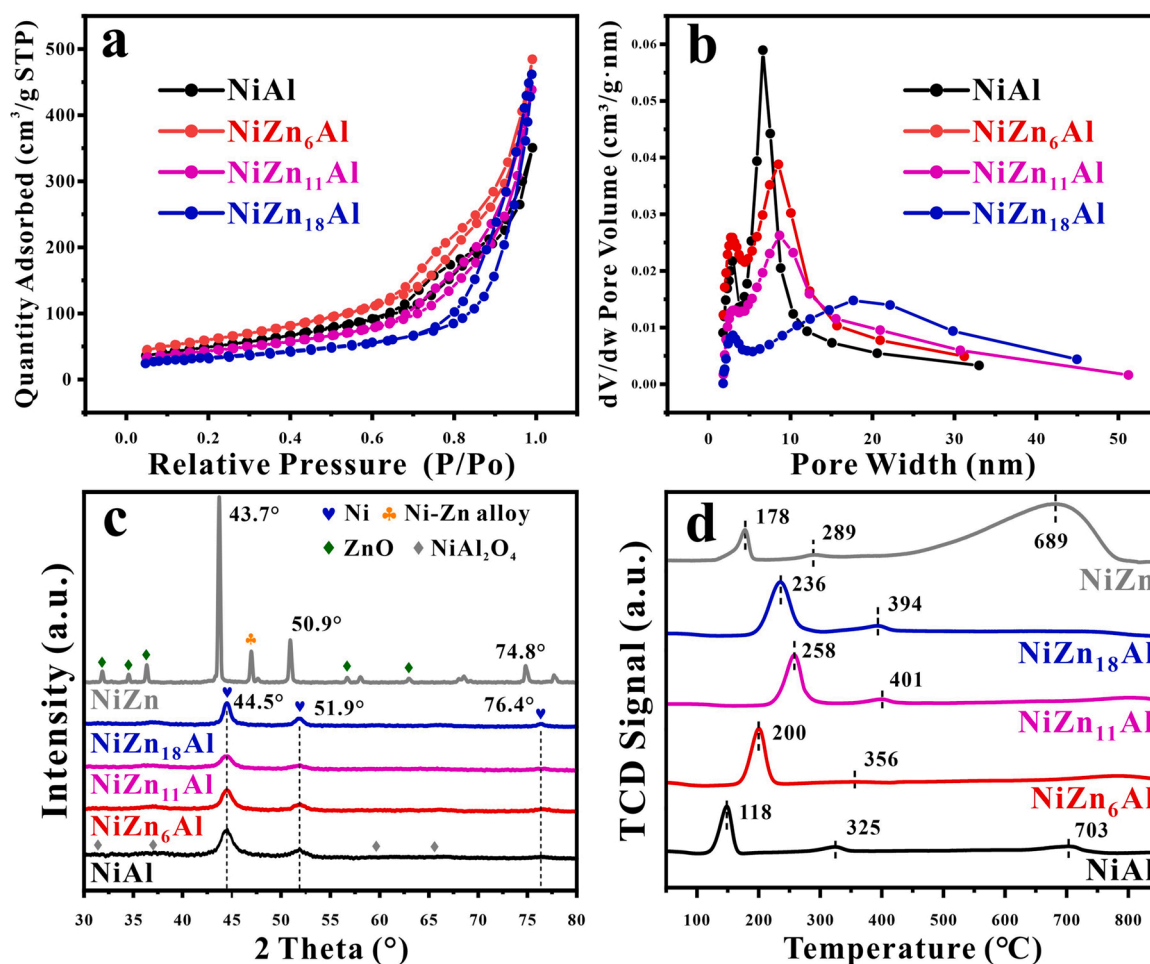 a
NiAl
NiZn₆Al
NiZn₁₁Al
NiZn₁₈Al
Quantity Adsorbed (cm³/g STP)
500
400
300
200
100
0
0.0 0.2 0.4 0.6 0.8 1.0
Relative Pressure (P/Po)
b
NiAl
NiZn₆Al
NiZn₁₁Al
NiZn₁₈Al
dV/dw Pore Volume (cm³/g·nm)
0.06
0.05
0.04
0.03
0.02
0.01
0.00
0 10 20 30 40 50
Pore Width (nm)
c
Ni Ni-Zn alloy
ZnO NiAl₂O₄
43.7°
50.9°
74.8°
NiZn
44.5° 51.9° 76.4°
NiZn₁₈Al
NiZn₁₁Al
NiZn₆Al
NiAl
Intensity (a.u.)
30 35 40 45 50 55 60 65 70 75 80
2 Theta (°)
d
178 289 689
NiZn
236 394
NiZn₁₈Al
258 401
NiZn₁₁Al
200 356
NiZn₆Al
118 325 703
NiAl
TCD Signal (a.u.)
100 200 300 400 500 600 700 800
Temperature (°C)